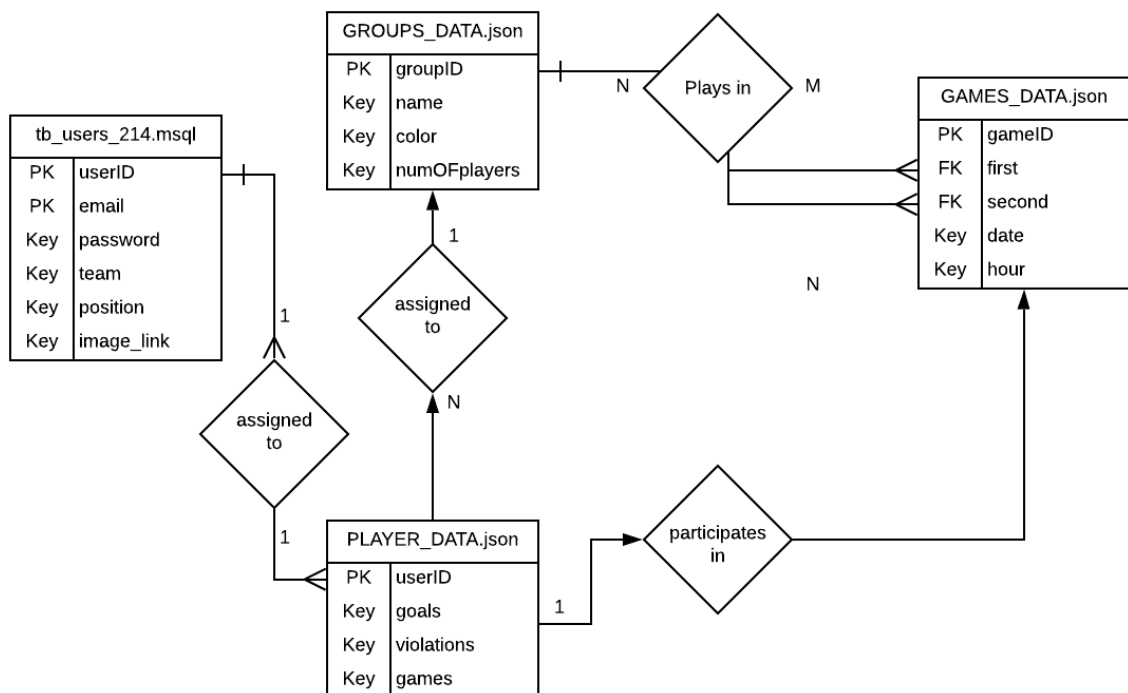 GROUPS_DATA.json
PK groupID
Key name
Key color
Key numOFplayers
N
Plays in
M
GAMES_DATA.json
PK gameID
FK first
FK second
Key date
Key hour
tb_users_214.msql
PK userID
PK email
Key password
Key team
Key position
Key image_link
1
assigned
to
N
N
1
assigned
to
1
PLAYER_DATA.json
PK userID
Key goals
Key violations
Key games
1
participates
in